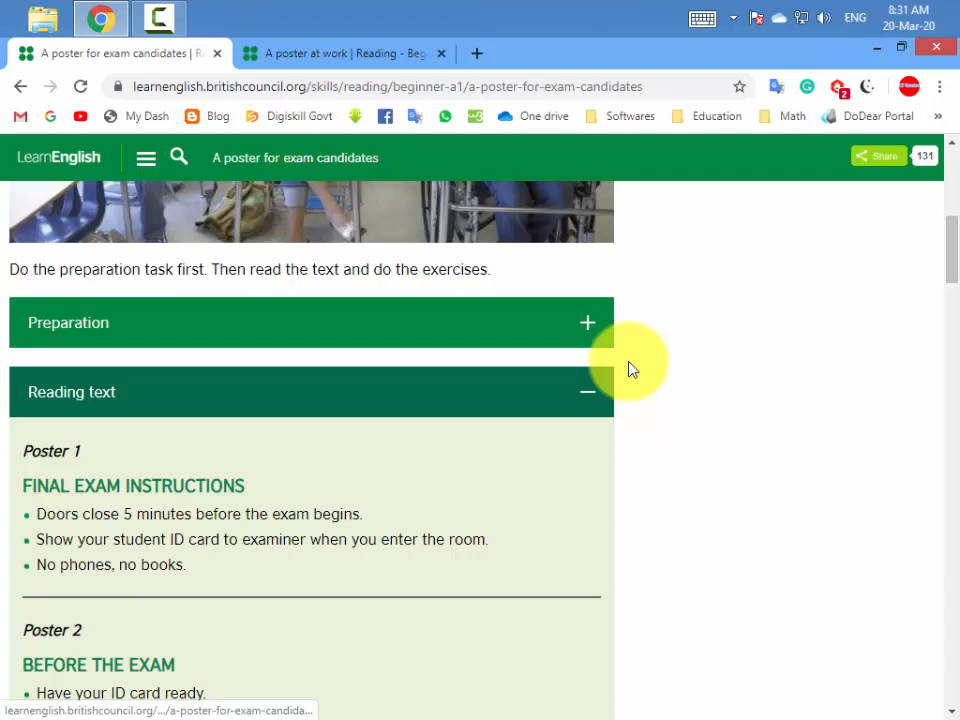 8:31 AM
ENG
20-Mar-20
A poster for exam candidates | R
A poster at work | Reading - Beg
learnenglish.britishcouncil.org/skills/reading/beginner-a1/a-poster-for-exam-candidates
2
My Dash
Blog
Digiskill Govt
One drive
Softwares
Education
Math
DoDear Portal
»
LearnEnglish
A poster for exam candidates
Share
131
Do the preparation task first. Then read the text and do the exercises.
Preparation
Reading text
Poster 1
FINAL EXAM INSTRUCTIONS
• Doors close 5 minutes before the exam begins.
• Show your student ID card to examiner when you enter the room.
• No phones, no books.
Poster 2
BEFORE THE EXAM
• Have your ID card ready.
learnenglish.britishcouncil.org/.../a-poster-for-exam-candida...